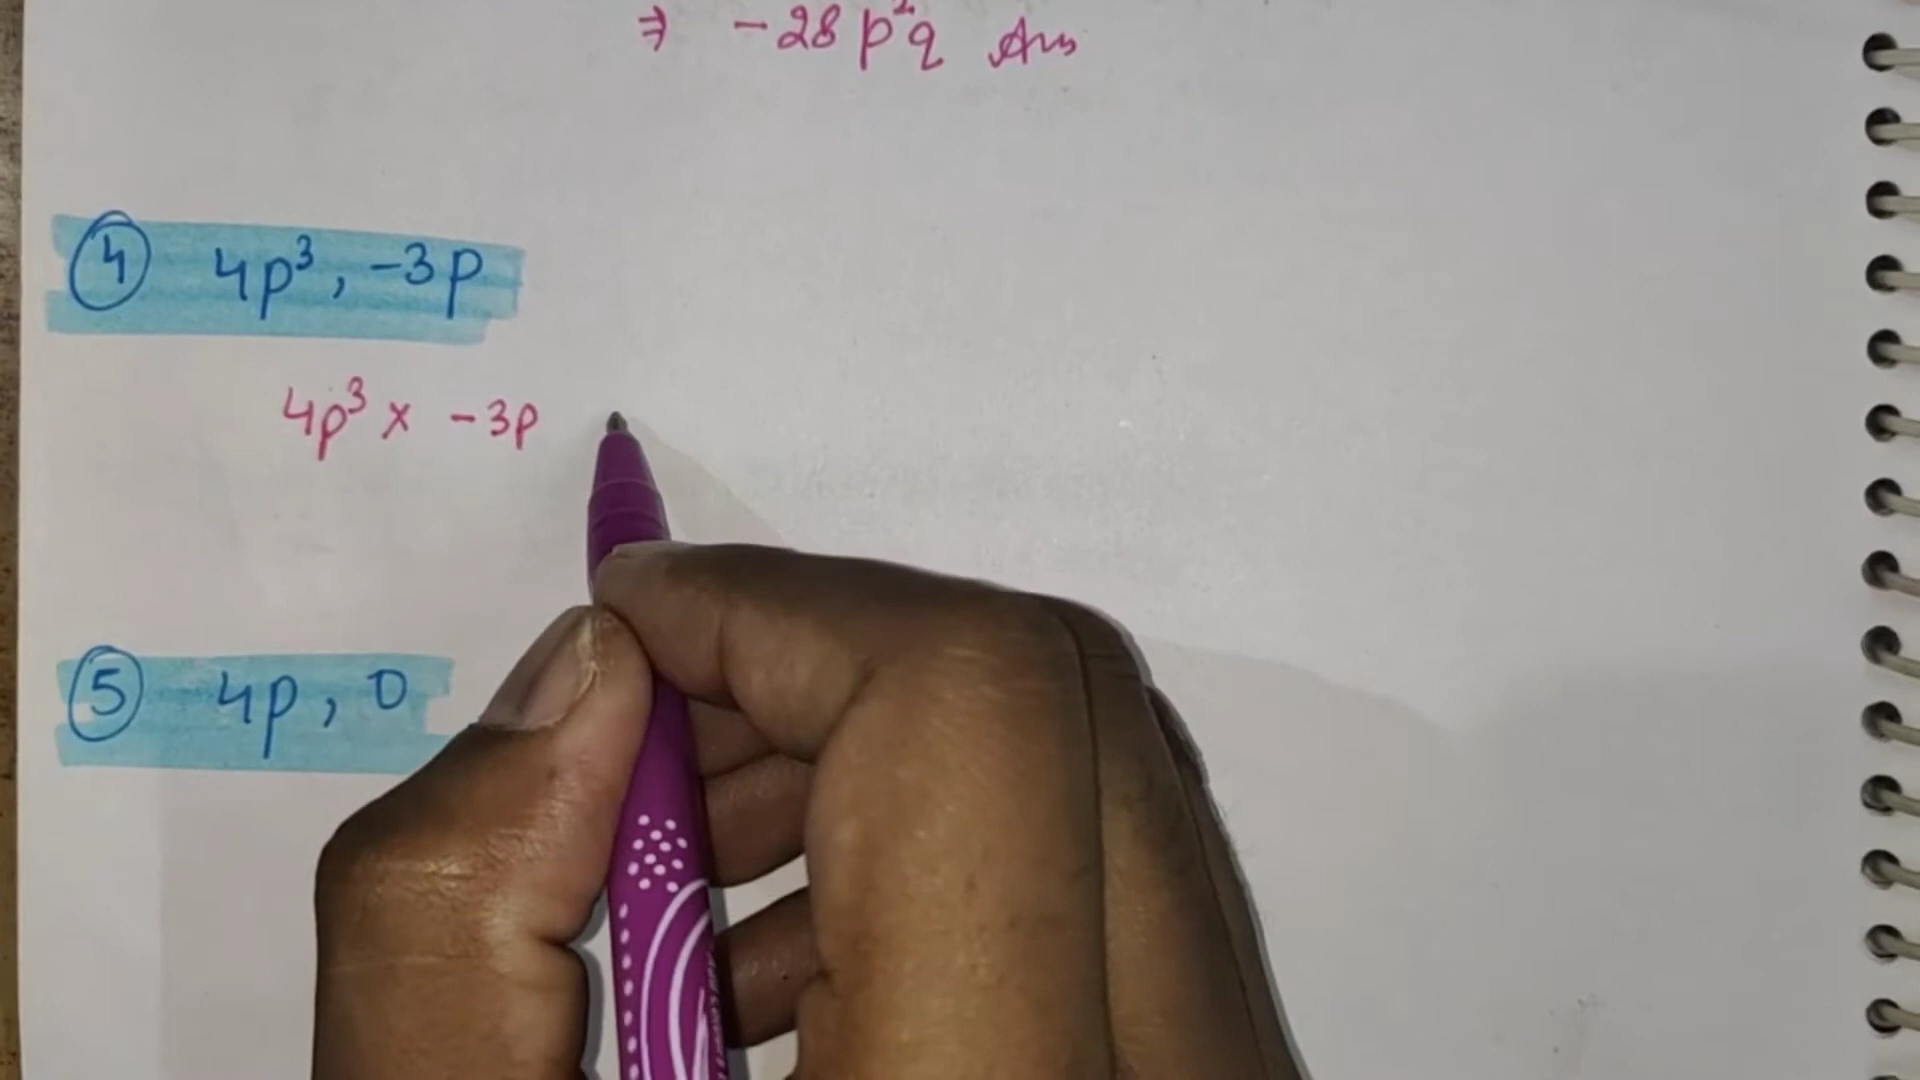 ⇒ -28p²q Ans
④ 4p³, -3p
4p³ x -3p
⑤ 4p, 0